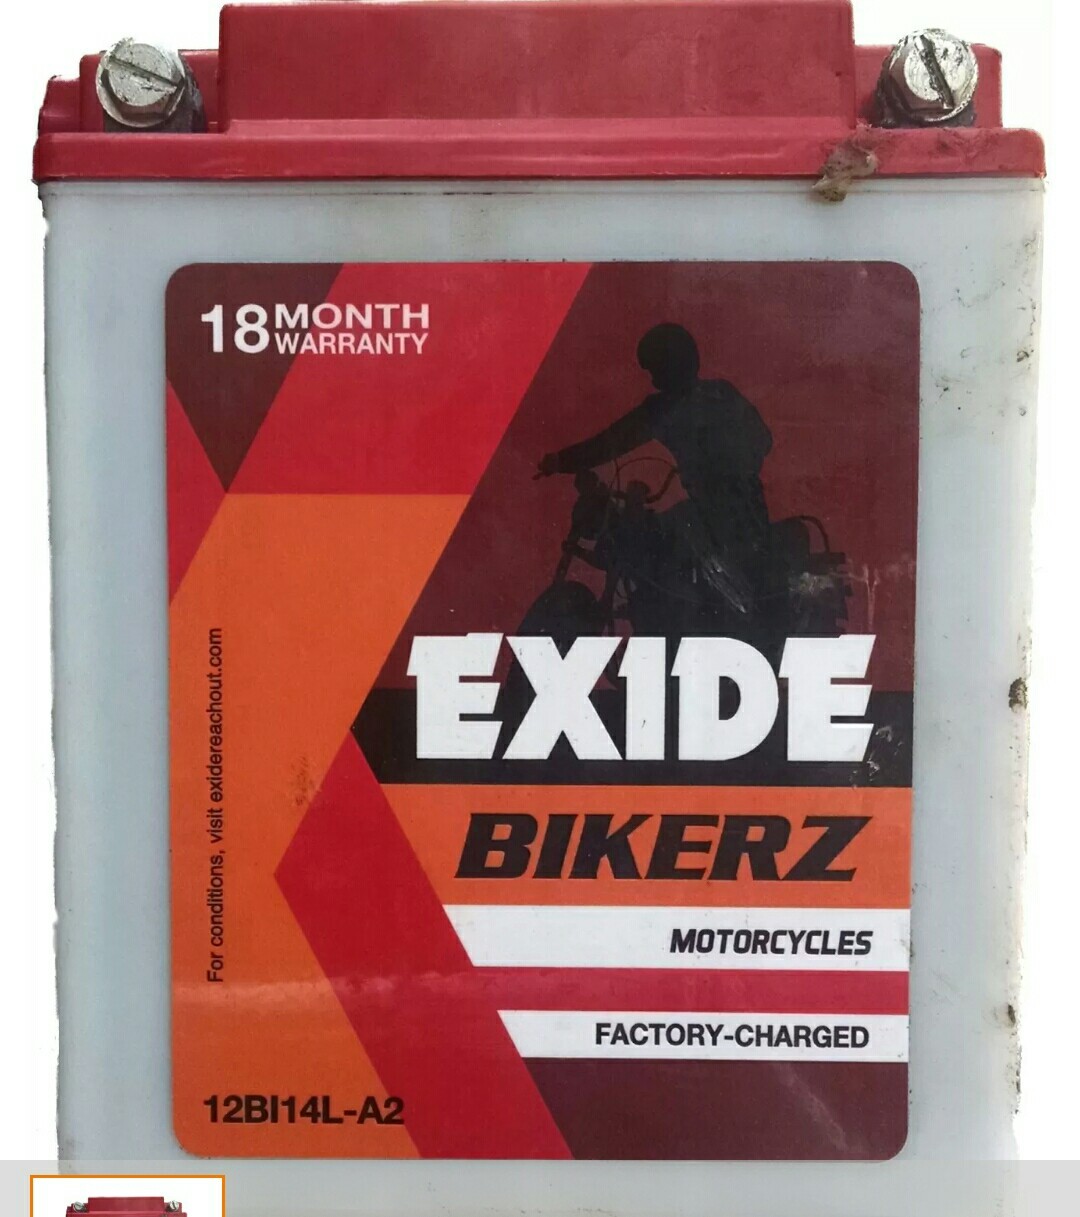 18 MONTH
WARRANTY
For conditions, visit exidereachout.com
EXIDE
BIKERZ
MOTORCYCLES
FACTORY-CHARGED
12BI14L-A2